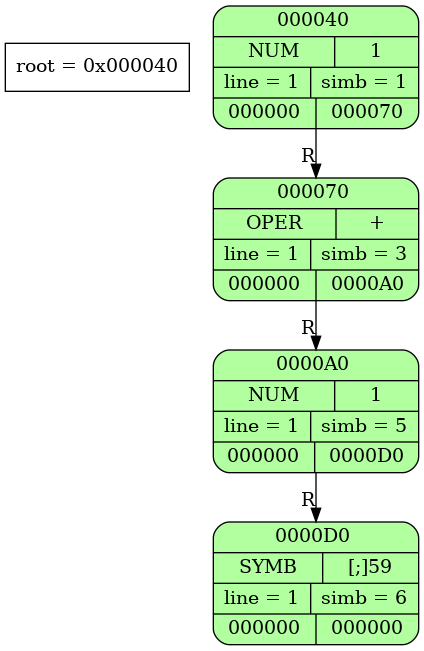 000040
root = 0x000040
NUM 1
line = 1 simb = 1
000000 000070
R
000070
OPER +
line = 1 simb = 3
000000 0000A0
R
0000A0
NUM 1
line = 1 simb = 5
000000 0000D0
R
0000D0
SYMB [;]59
line = 1 simb = 6
000000 000000